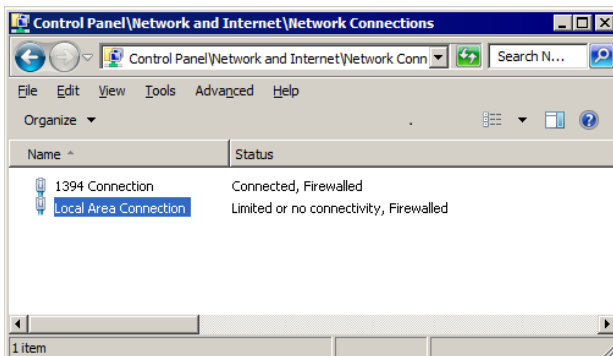 Control Panel\Network and Internet\Network Connections
Control Panel\Network and Internet\Network Conn
Search N...
File Edit View Tools Advanced Help
Organize
Name Status
1394 Connection Connected, Firewalled
Local Area Connection Limited or no connectivity, Firewalled
1 item